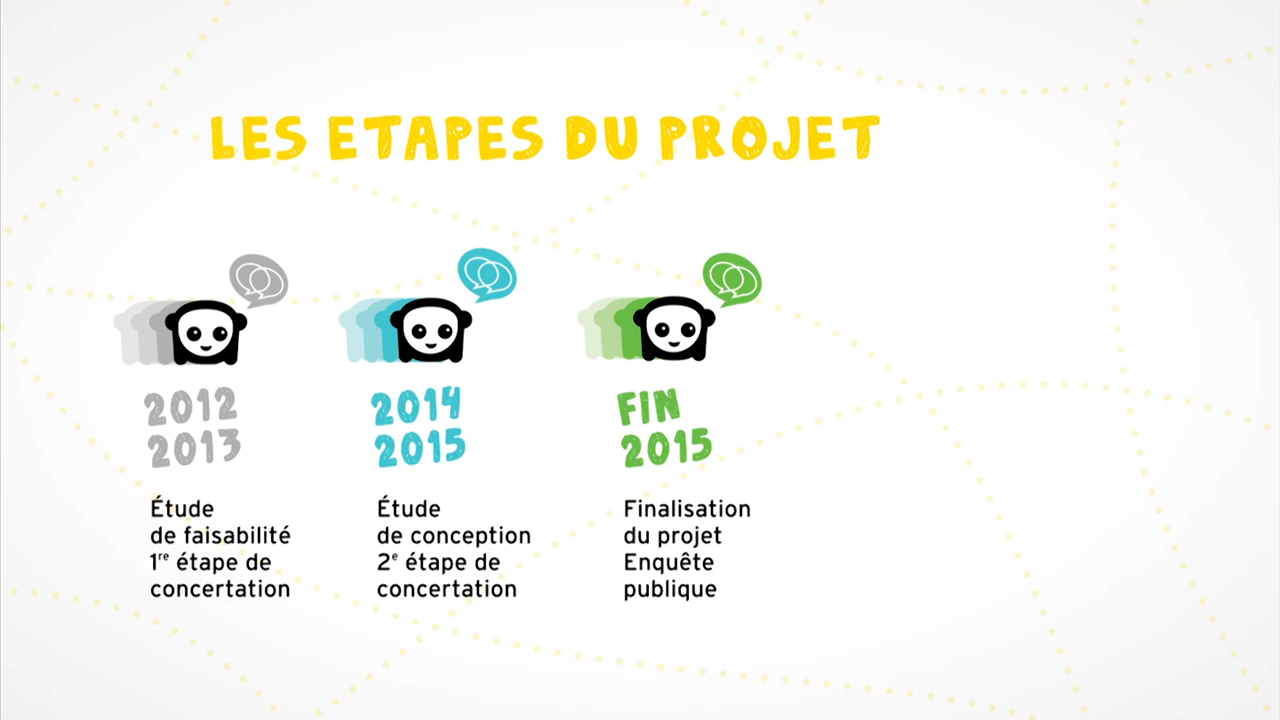 LES ETAPES DU PROJET
2012
2013
Étude
de faisabilité
1re étape de
concertation
2014
2015
Étude
de conception
2e étape de
concertation
FIN
2015
Finalisation
du projet
Enquête
publique